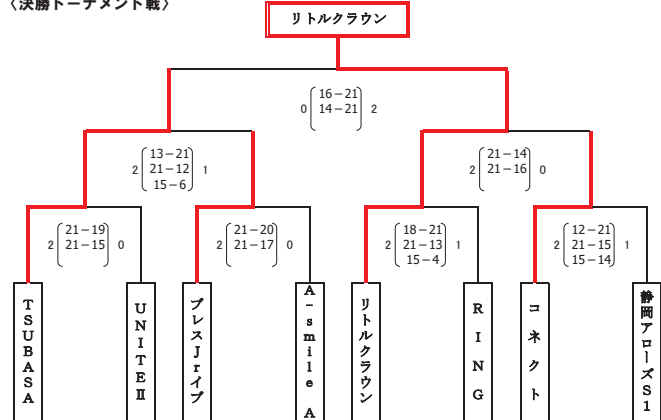 〈決勝トーナメント戦〉
リトルクラウン
0 16－21 2
14－21
2 13－21 1
21－12
15－6
2 21－14 0
21－16
2 21－19 0
21－15
2 21－20 0
21－17
2 18－21 1
21－13
15－4
2 12－21 1
21－15
15－14
TSUBASA
UNITEⅡ
ブレスJrイブ
A－smile A
リトルクラウン
RING
コネクト
静岡アローズS1